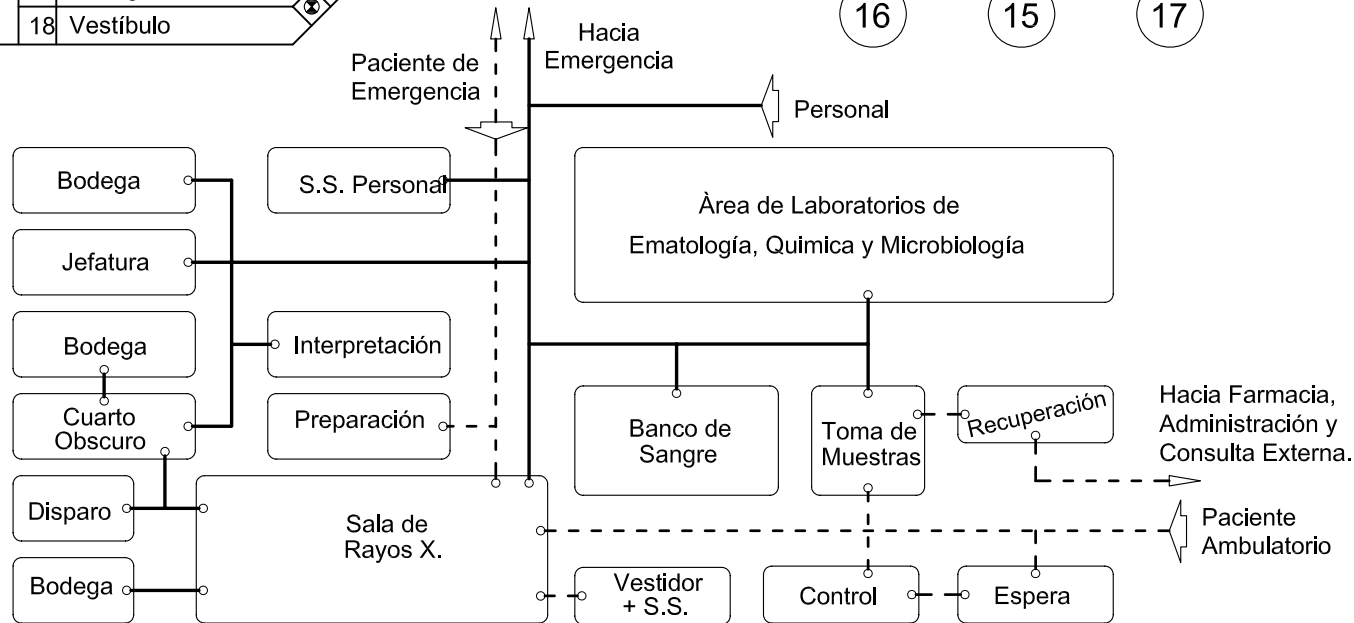 18 Vestíbulo
16
15
17
Hacia
Emergencia
Paciente de
Emergencia
Personal
Bodega
S.S. Personal
Àrea de Laboratorios de
Ematología, Quimica y Microbiología
Jefatura
Bodega
Interpretación
Cuarto
Obscuro
Preparación
Banco de
Sangre
Toma de
Muestras
Recuperación
Hacia Farmacia,
Administración y
Consulta Externa.
Disparo
Sala de
Rayos X.
Paciente
Ambulatorio
Bodega
Vestidor
+ S.S.
Control
Espera